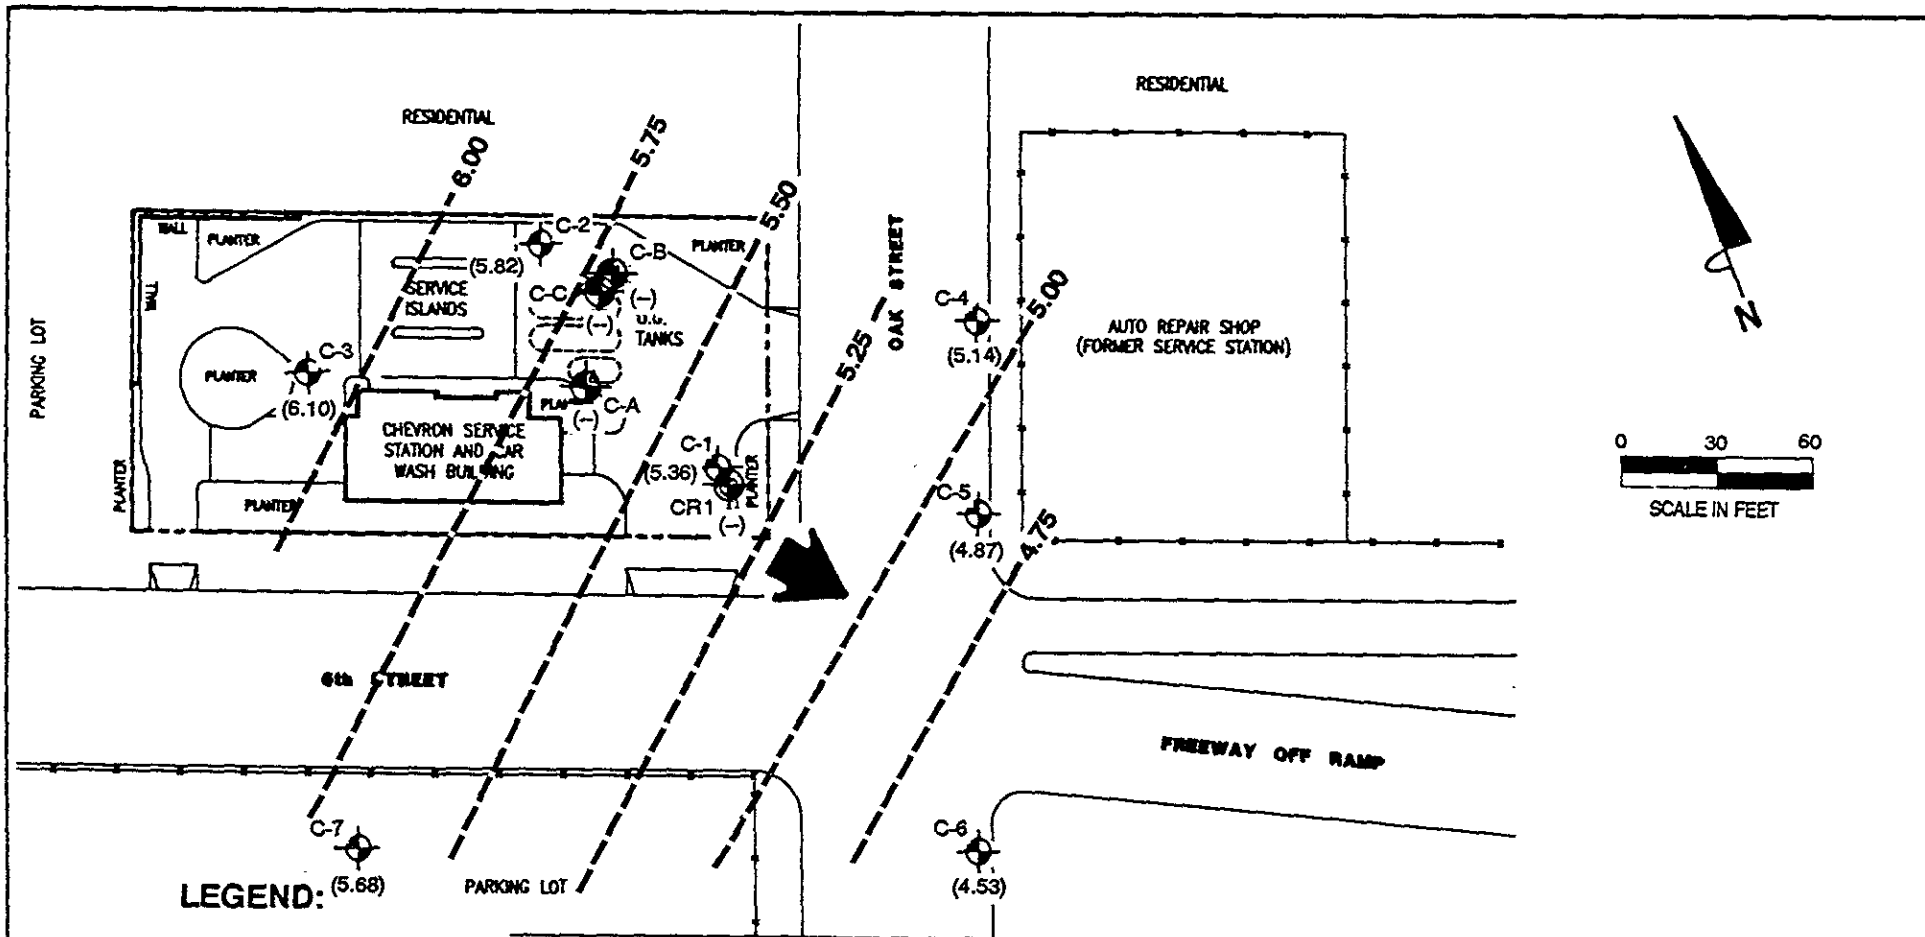 RESIDENTIAL
RESIDENTIAL
6.00
5.75
5.50
WALL
PLANTER
C-2
(5.82)
C-B
(--)
PLANTER
OAK STREET
N
WALL
SERVICE
ISLANDS
C-C
(--)
U.G.
TANKS
5.25
C-4
(5.14)
5.00
AUTO REPAIR SHOP
(FORMER SERVICE STATION)
PARKING LOT
PLANTER
C-3
(6.10)
C-A
(--)
CHEVRON SERVICE
STATION AND CAR
WASH BUILDING
C-1
(5.36)
CR1
(--)
PLANTER
PLANTER
PLANTER
C-5
(4.87)
4.75
0 30 60
SCALE IN FEET
6th STREET
FREEWAY OFF RAMP
C-7
(5.68)
PARKING LOT
C-6
(4.53)
LEGEND: